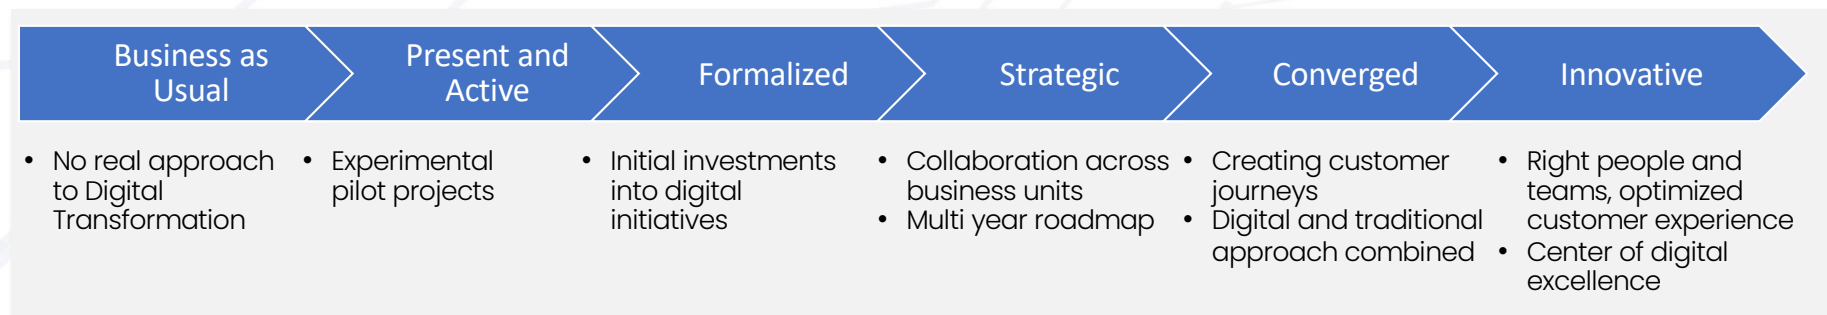 Business as
Usual
Present and
Active
Formalized
Strategic
Converged
Innovative
• No real approach
to Digital
Transformation
• Experimental
pilot projects
• Initial investments
into digital
initiatives
• Collaboration across
business units
• Multi year roadmap
• Creating customer
journeys
• Digital and traditional
approach combined
• Right people and
teams, optimized
customer experience
• Center of digital
excellence